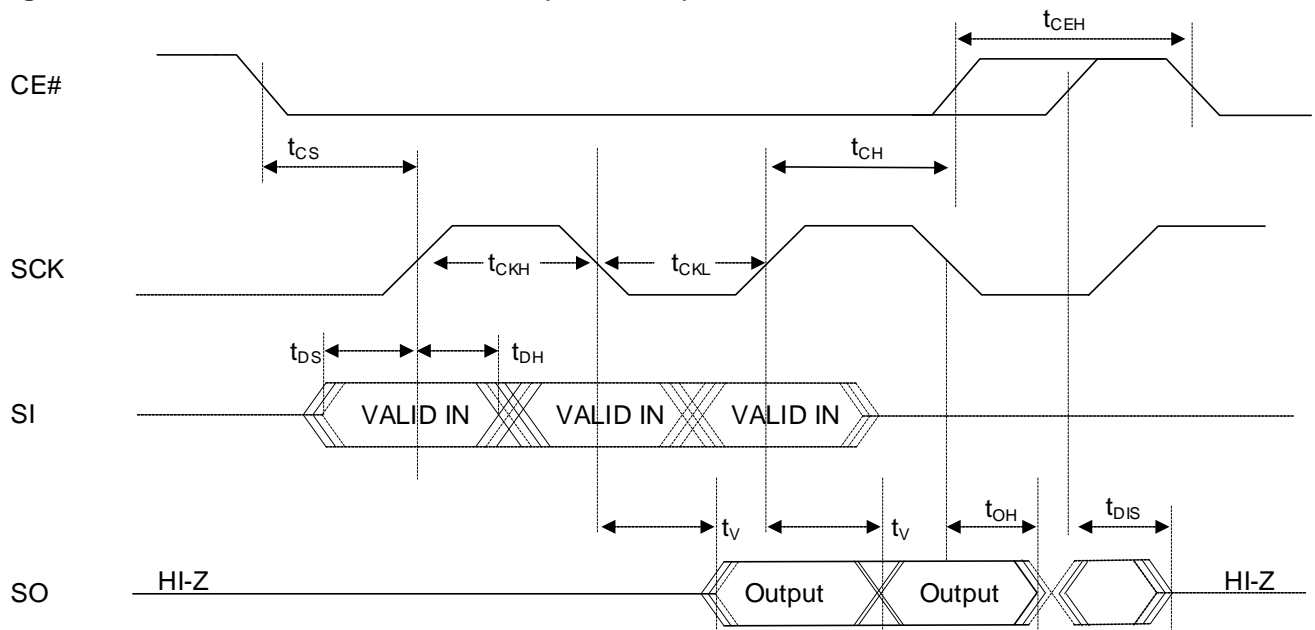 tCEH
CE#
tCS
tCH
SCK
tCKH
tCKL
tDS
tDH
SI
VALID IN
VALID IN
VALID IN
tV
tV
tOH
tDIS
SO
HI-Z
Output
Output
HI-Z